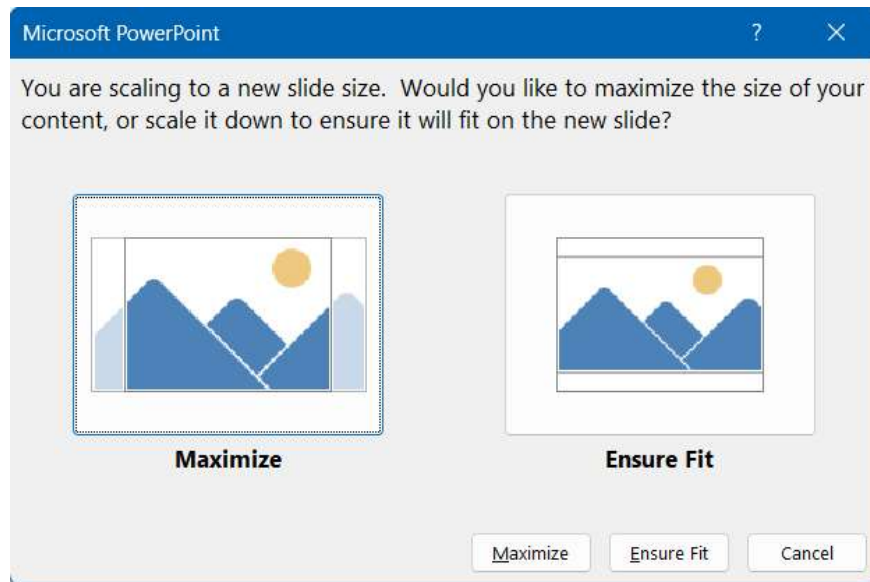 Microsoft PowerPoint
?
You are scaling to a new slide size.  Would you like to maximize the size of your
content, or scale it down to ensure it will fit on the new slide?
Maximize
Ensure Fit
Maximize
Ensure Fit
Cancel